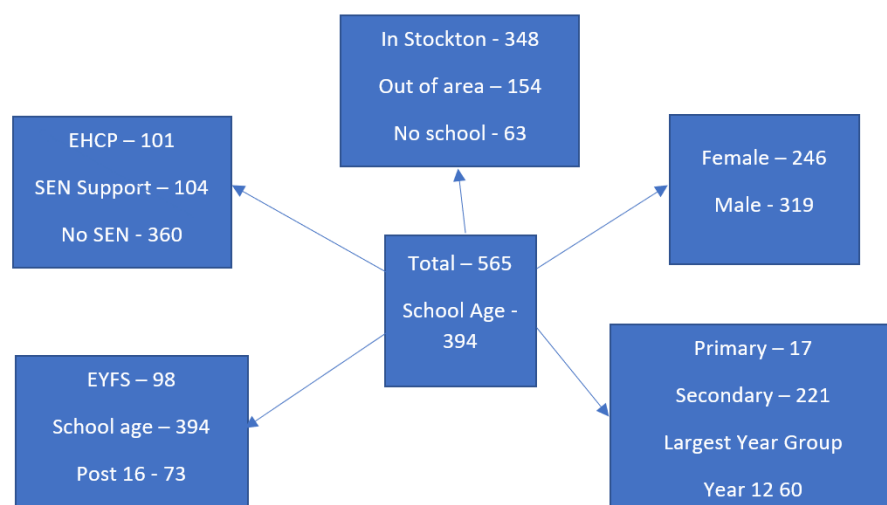 In Stockton - 348
Out of area – 154
No school - 63
EHCP – 101
SEN Support – 104
No SEN - 360
Female – 246
Male - 319
Total – 565
School Age -
394
EYFS – 98
School age – 394
Post 16 - 73
Primary – 17
Secondary – 221
Largest Year Group
Year 12 60